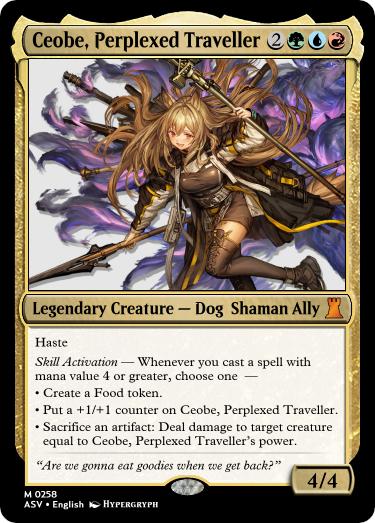 Ceobe, Perplexed Traveller 2
Legendary Creature — Dog Shaman Ally
Haste
Skill Activation — Whenever you cast a spell with
mana value 4 or greater, choose one —
• Create a Food token.
• Put a +1/+1 counter on Ceobe, Perplexed Traveller.
• Sacrifice an artifact: Deal damage to target creature
equal to Ceobe, Perplexed Traveller's power.
“Are we gonna eat goodies when we get back?”
4/4
M 0258
ASV • English Hypergryph